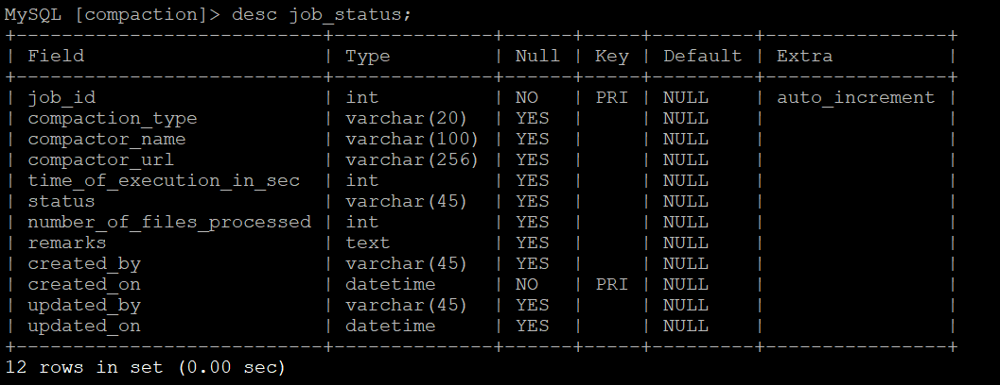 MySQL [compaction]> desc job_status;
+----------------------------+--------------+------+-----+---------+----------------+
| Field                      | Type         | Null | Key | Default | Extra          |
+----------------------------+--------------+------+-----+---------+----------------+
| job_id                     | int          | NO   | PRI | NULL    | auto_increment |
| compaction_type            | varchar(20)  | YES  |     | NULL    |                |
| compactor_name             | varchar(100) | YES  |     | NULL    |                |
| compactor_url              | varchar(256) | YES  |     | NULL    |                |
| time_of_execution_in_sec   | int          | YES  |     | NULL    |                |
| status                     | varchar(45)  | YES  |     | NULL    |                |
| number_of_files_processed  | int          | YES  |     | NULL    |                |
| remarks                    | text         | YES  |     | NULL    |                |
| created_by                 | varchar(45)  | YES  |     | NULL    |                |
| created_on                 | datetime     | NO   | PRI | NULL    |                |
| updated_by                 | varchar(45)  | YES  |     | NULL    |                |
| updated_on                 | datetime     | YES  |     | NULL    |                |
+----------------------------+--------------+------+-----+---------+----------------+
12 rows in set (0.00 sec)